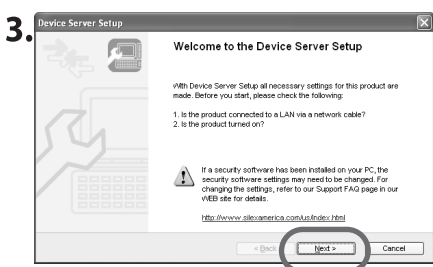 3.
Device Server Setup
Welcome to the Device Server Setup
With Device Server Setup all necessary settings for this product are
made. Before you start, please check the following:
1. Is the product connected to a LAN via a network cable?
2. Is the product turned on?
If a security software has been installed on your PC, the
security software settings may need to be changed. For
changing the settings, refer to our Support FAQ page in our
WEB site for details.
http://www.silexamerica.com/us/index.html
< Back
Next >
Cancel